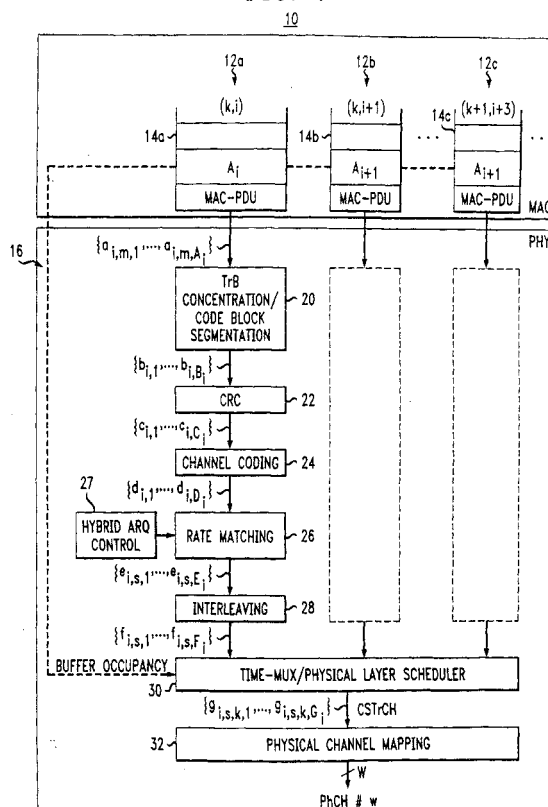 10
12a 12b 12c
(k,i) (k,i+1) (k+1,i+3)
14a 14b ... 14c ...
A_i A_{i+1} A_{i+1}
MAC-PDU MAC-PDU MAC-PDU
MAC
PHY
16
{a_{i,m,1},...,a_{i,m,A_i}}
TrB
CONCENTRATION/
CODE BLOCK
SEGMENTATION
20
{b_{i,1},...,b_{i,B_i}}
CRC 22
{c_{i,1},...,c_{i,C_i}}
CHANNEL CODING 24
27 {d_{i,1},...,d_{i,D_i}}
HYBRID ARQ
CONTROL
RATE MATCHING 26
{e_{i,s,1},...,e_{i,s,E_i}}
INTERLEAVING 28
{f_{i,s,1},...,f_{i,s,F_i}}
BUFFER OCCUPANCY
TIME-MUX/PHYSICAL LAYER SCHEDULER
30 {g_{i,s,k,1},...,g_{i,s,k,G_i}} CSTrCH
32 PHYSICAL CHANNEL MAPPING
W
PhCH # w